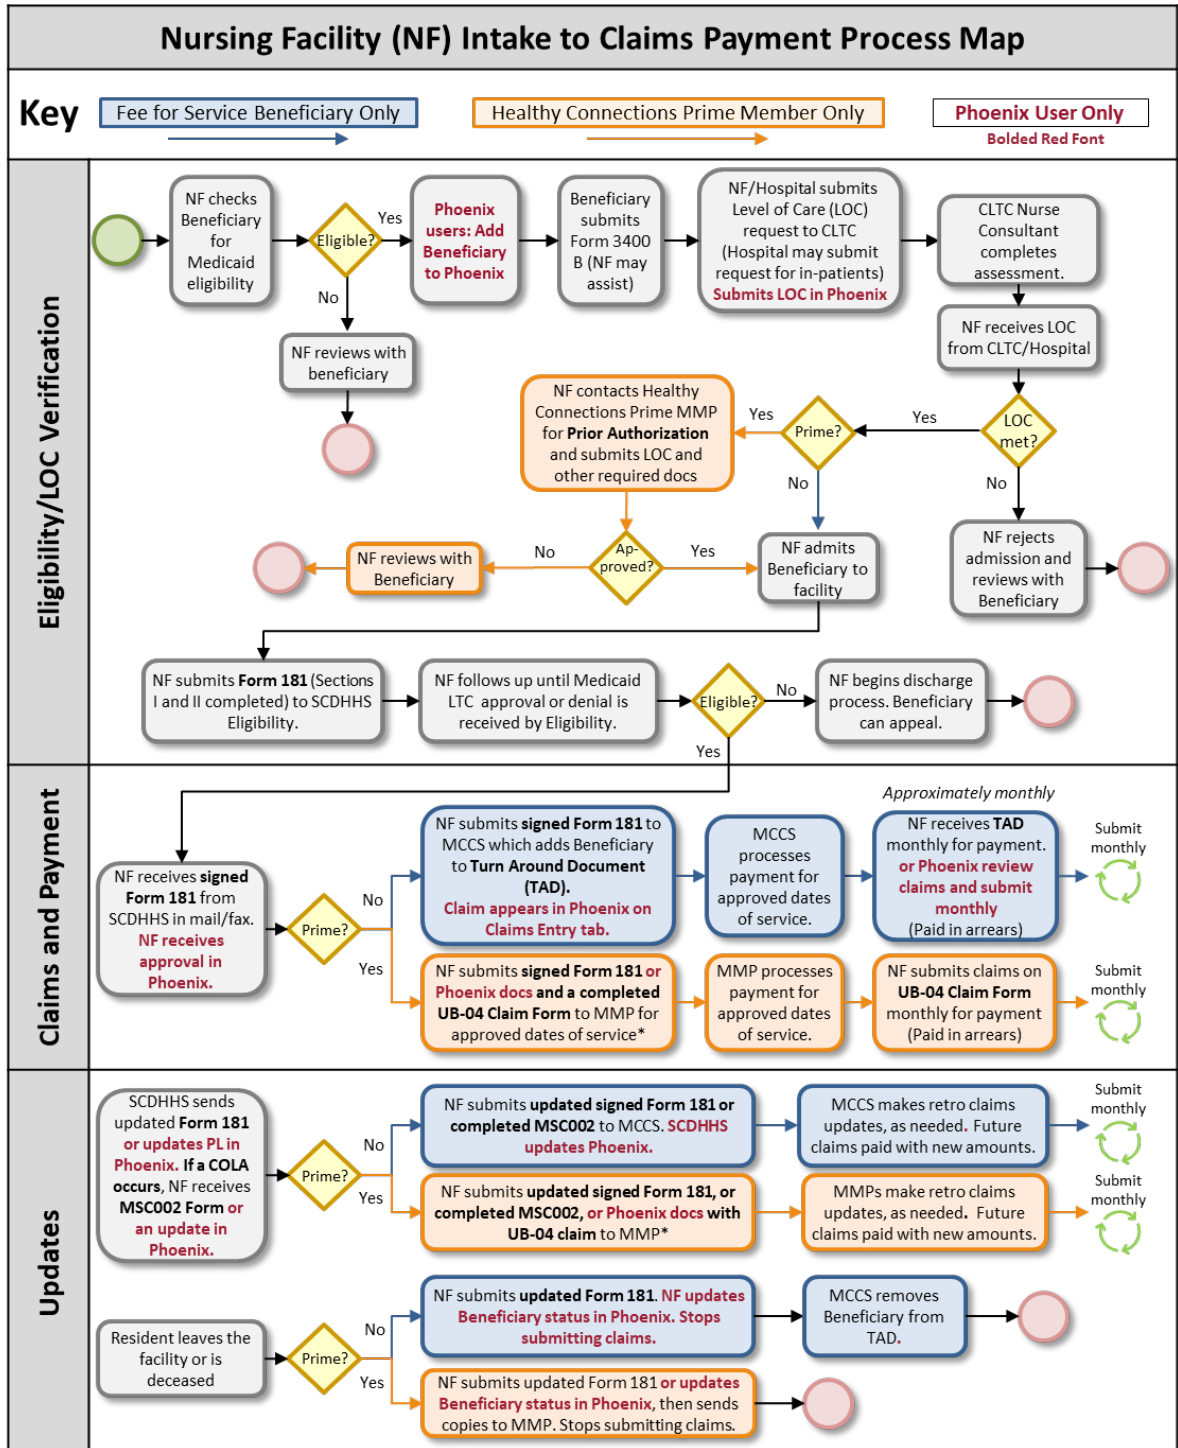 Nursing Facility (NF) Intake to Claims Payment Process Map
Key
Fee for Service Beneficiary Only
Healthy Connections Prime Member Only
Phoenix User Only
Bolded Red Font
Eligibility/LOC Verification
NF checks
Beneficiary
for
Medicaid
eligibility
Eligible?
Yes
No
Phoenix
users: Add
Beneficiary
to Phoenix
Beneficiary
submits
Form 3400
B (NF may
assist)
NF/Hospital submits
Level of Care (LOC)
request to CLTC
(Hospital may submit
request for in-patients)
Submits LOC in Phoenix
CLTC Nurse
Consultant
completes
assessment.
NF reviews with
beneficiary
NF receives LOC
from CLTC/Hospital
LOC
met?
Yes
No
Prime?
Yes
No
NF contacts Healthy
Connections Prime MMP
for Prior Authorization
and submits LOC and
other required docs
Ap-
proved?
No
Yes
NF reviews with
Beneficiary
NF admits
Beneficiary to
facility
NF rejects
admission and
reviews with
Beneficiary
NF submits Form 181 (Sections
I and II completed) to SCDHHS
Eligibility.
NF follows up until Medicaid
LTC approval or denial is
received by Eligibility.
Eligible?
No
Yes
NF begins discharge
process. Beneficiary
can appeal.
Claims and Payment
NF receives signed
Form 181 from
SCDHHS in mail/fax.
NF receives
approval in
Phoenix.
Prime?
No
Yes
NF submits signed Form 181 to
MCCS which adds Beneficiary
to Turn Around Document
(TAD).
Claim appears in Phoenix on
Claims Entry tab.
MCCS
processes
payment for
approved dates
of service.
Approximately monthly
NF receives TAD
monthly for payment.
or Phoenix review
claims and submit
monthly
(Paid in arrears)
Submit
monthly
NF submits signed Form 181 or
Phoenix docs and a completed
UB-04 Claim Form to MMP for
approved dates of service*
MMP processes
payment for
approved dates
of service.
NF submits claims on
UB-04 Claim Form
monthly for payment
(Paid in arrears)
Submit
monthly
Updates
SCDHHS sends
updated Form 181
or updates PL in
Phoenix. If a COLA
occurs, NF receives
MSC002 Form or
an update in
Phoenix.
Prime?
No
Yes
NF submits updated signed Form 181 or
completed MSC002 to MCCS. SCDHHS
updates Phoenix.
MCCS makes retro claims
updates, as needed. Future
claims paid with new amounts.
Submit
monthly
NF submits updated signed Form 181, or
completed MSC002, or Phoenix docs with
UB-04 claim to MMP*
MMPs make retro claims
updates, as needed. Future
claims paid with new amounts.
Submit
monthly
Resident leaves the
facility or is
deceased
Prime?
No
Yes
NF submits updated Form 181. NF updates
Beneficiary status in Phoenix. Stops
submitting claims.
MCCS removes
Beneficiary from
TAD.
NF submits updated Form 181 or updates
Beneficiary status in Phoenix, then sends
copies to MMP. Stops submitting claims.